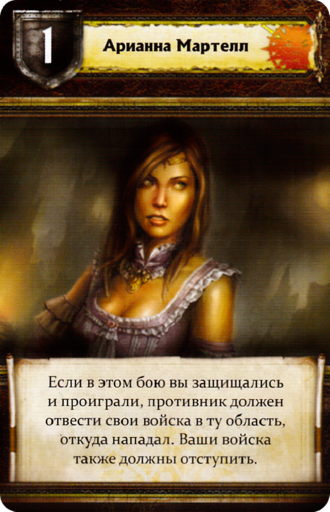 1
Арианна Мартелл
Если в этом бою вы защищались
и проиграли, противник должен
отвести свои войска в ту область,
откуда нападал. Ваши войска
также должны отступить.